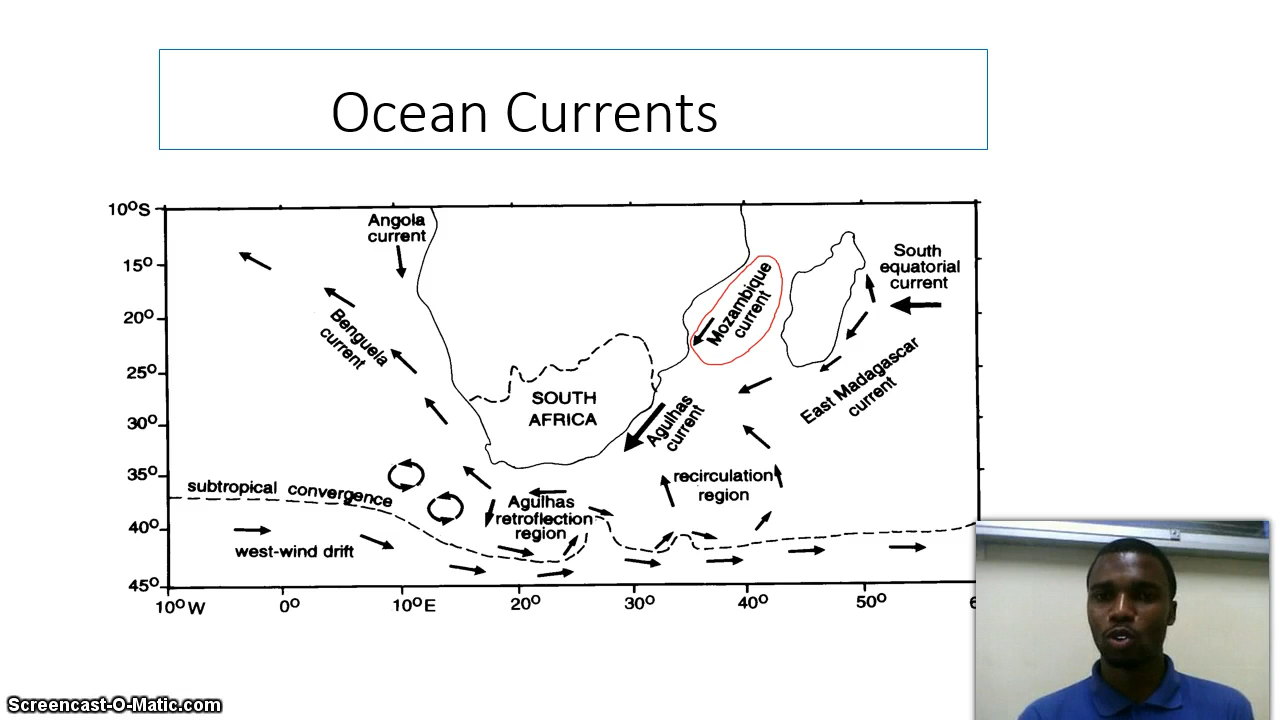 Ocean Currents
10°S
Angola
current
South
equatorial
current
15°
Mozambique
current
20°
Benguela
current
25°
East Madagascar
current
SOUTH
AFRICA
Agulhas
current
30°
35°
recirculation
region
subtropical convergence
Agulhas
retroflection
region
40°
west-wind drift
45°
10°W 0° 10°E 20° 30° 40° 50° 6
Screencast-O-Matic.com